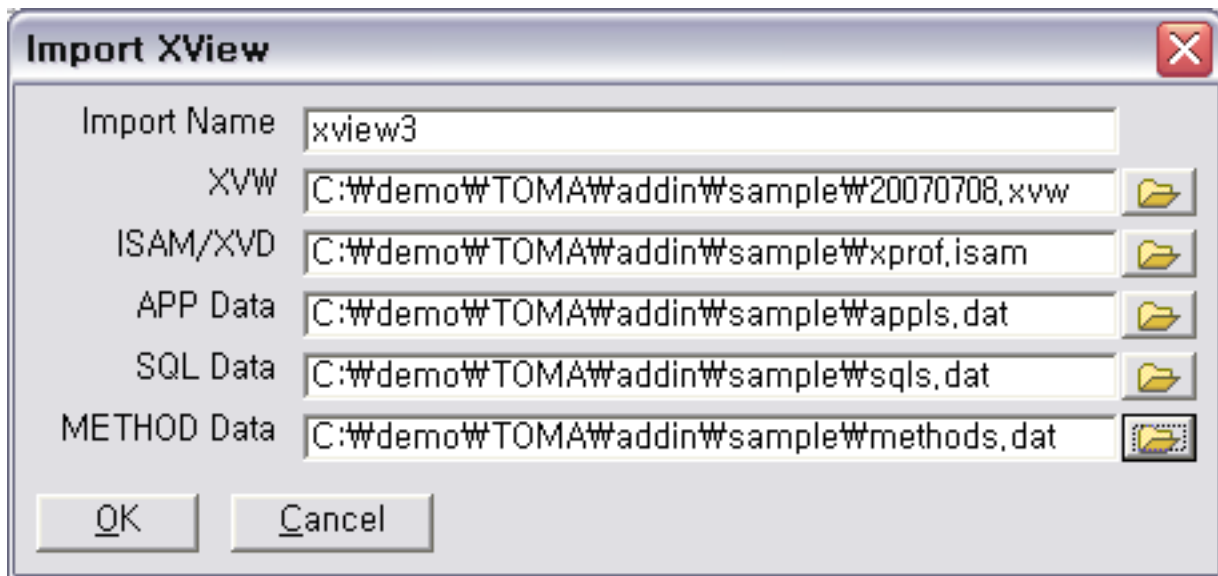 Import XView
Import Name xview3
XVW C:₩demo₩TOMA₩addin₩sample₩20070708.xvw
ISAM/XVD C:₩demo₩TOMA₩addin₩sample₩xprof.isam
APP Data C:₩demo₩TOMA₩addin₩sample₩appls.dat
SQL Data C:₩demo₩TOMA₩addin₩sample₩sqls.dat
METHOD Data C:₩demo₩TOMA₩addin₩sample₩methods.dat
OK Cancel